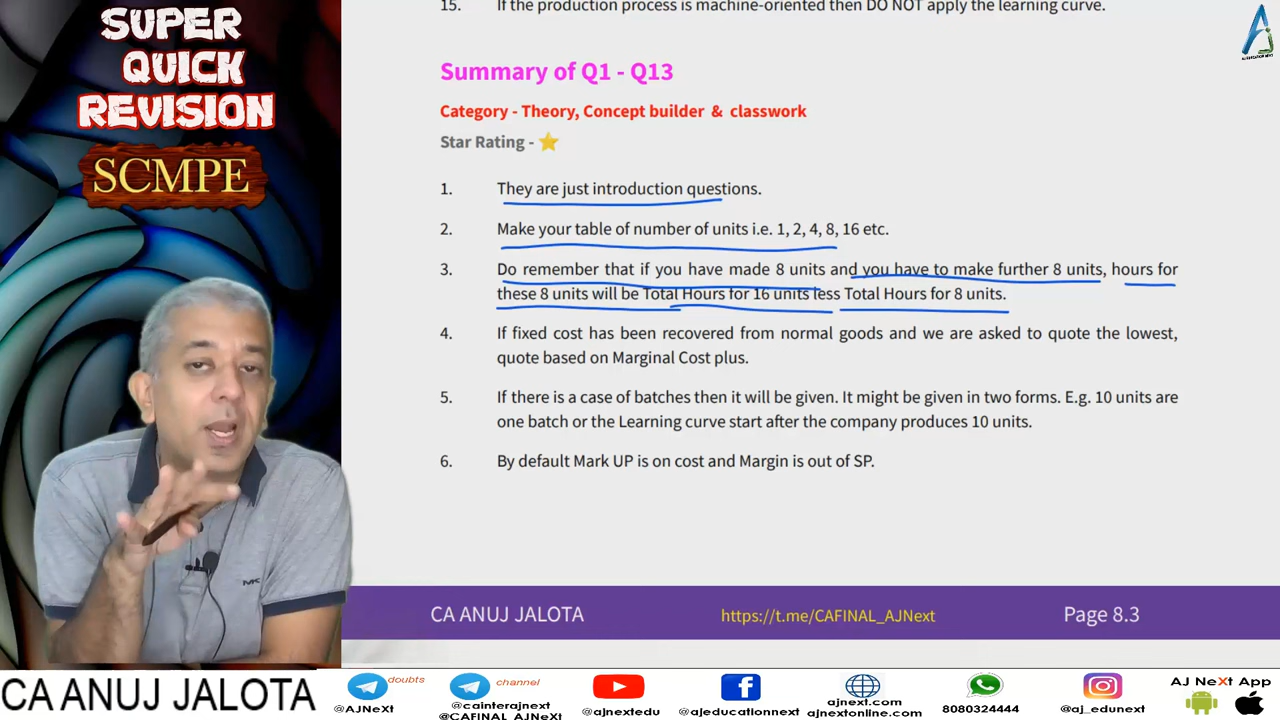 SUPER
QUICK
REVISION
SCMPE
15. If the production process is machine-oriented then DO NOT apply the learning curve.
Summary of Q1 - Q13
Category - Theory, Concept builder & classwork
Star Rating - ⭐
1. They are just introduction questions.
2. Make your table of number of units i.e. 1, 2, 4, 8, 16 etc.
3. Do remember that if you have made 8 units and you have to make further 8 units, hours for
these 8 units will be Total Hours for 16 units less Total Hours for 8 units.
4. If fixed cost has been recovered from normal goods and we are asked to quote the lowest,
quote based on Marginal Cost plus.
5. If there is a case of batches then it will be given. It might be given in two forms. E.g. 10 units are
one batch or the Learning curve start after the company produces 10 units.
6. By default Mark UP is on cost and Margin is out of SP.
MK
CA ANUJ JALOTA https://t.me/CAFINAL_AJNext Page 8.3
CA ANUJ JALOTA
doubts
@AJNeXt
channel
@cainterajnext
@CAFINAL_AJNeXt
@ajnextedu
@ajeducationnext
ajnext.com
ajnextonline.com
8080324444
@aj_edunext
AJ NeXt App